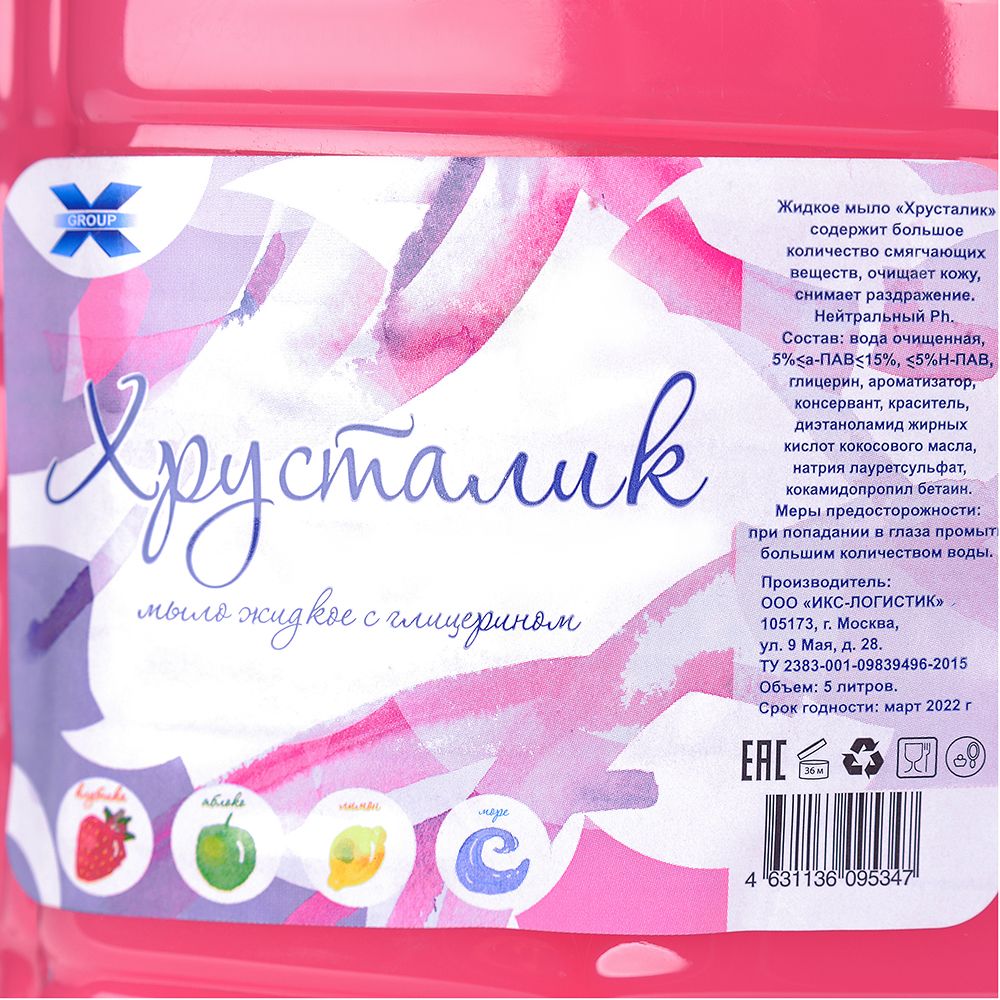 X
GROUP
Хрусталик
мыло жидкое с глицерином
клубника
яблоко
лимон
море
Жидкое мыло «Хрусталик»
содержит большое
количество смягчающих
веществ, очищает кожу,
снимает раздражение.
Нейтральный Ph.
Состав: вода очищенная,
5%⩽а-ПАВ⩽15%, ⩽5%Н-ПАВ,
глицерин, ароматизатор,
консервант, краситель,
диэтаноламид жирных
кислот кокосового масла,
натрия лауретсульфат,
кокамидопропил бетаин.
Меры предосторожности:
при попадании в глаза промыт
большим количеством воды.
Производитель:
ООО «ИКС-ЛОГИСТИК»
105173, г. Москва,
ул. 9 Мая, д. 28.
ТУ 2383-001-09839496-2015
Объем: 5 литров.
Срок годности: март 2022 г
EAC
36 м
4 631136 095347